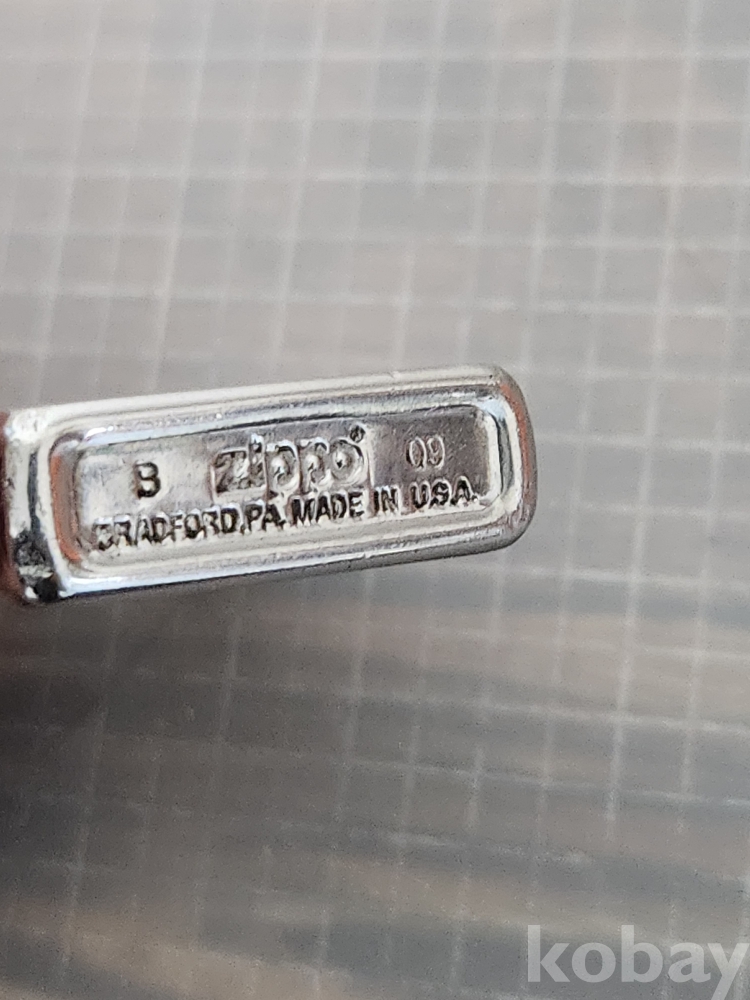 B zippo® 09
BRADFORD,PA. MADE IN U.S.A.
kobay